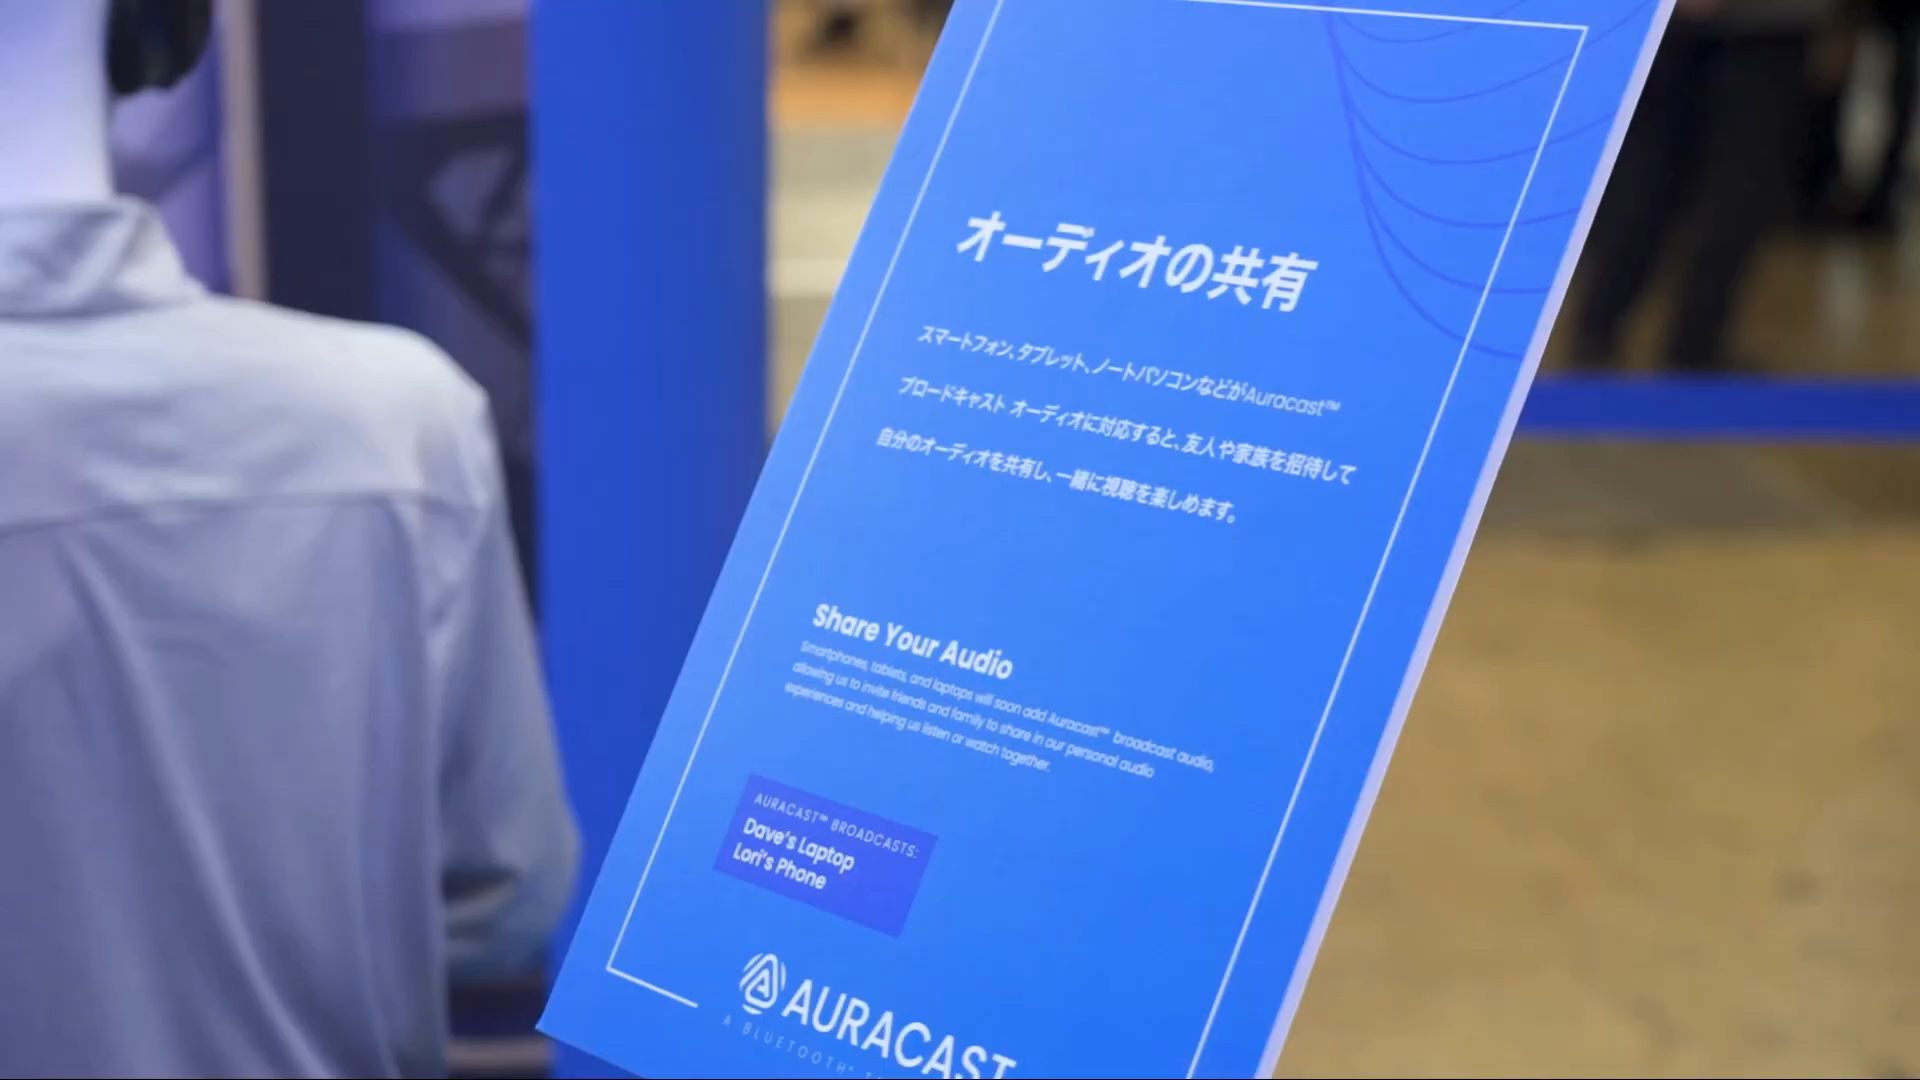 オーディオの共有
スマートフォン、タブレット、ノートパソコンなどがAuracast™
ブロードキャスト オーディオに対応すると、友人や家族を招待して
自分のオーディオを共有し、一緒に視聴を楽しめます。
Share Your Audio
Smartphones, tablets, and laptops will soon add Auracast™ broadcast audio,
allowing us to invite friends and family to share in our personal audio
experiences and helping us listen or watch together.
AURACAST™ BROADCASTS:
Dave's Laptop
Lori's Phone
AURACAST
A BLUETOOTH®